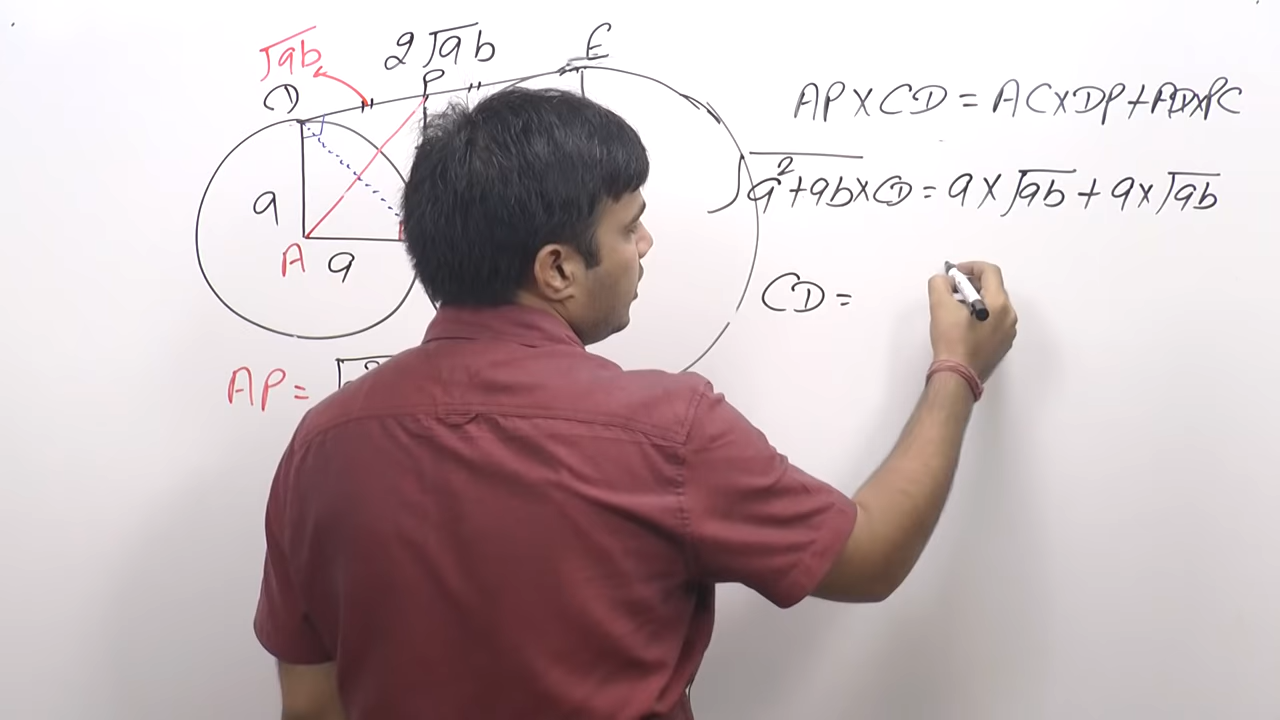 √ab
2√ab
E
D
P
a
A
a
AP =
AP × CD = AC × DP + AD × PC
√a²+ab × CD = a × √ab + a × √ab
CD =